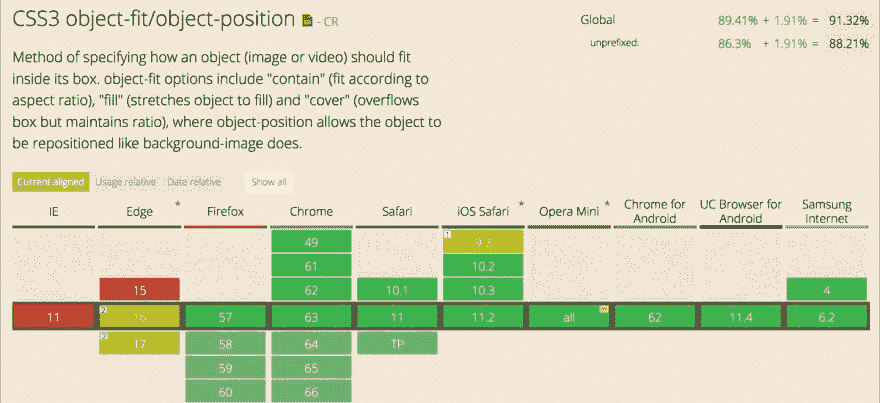 CSS3 object-fit/object-position - CR
Global 89.41% + 1.91% = 91.32%
unprefixed: 86.3% + 1.91% = 88.21%
Method of specifying how an object (image or video) should fit
inside its box. object-fit options include "contain" (fit according to
aspect ratio), "fill" (stretches object to fill) and "cover" (overflows
box but maintains ratio), where object-position allows the object to
be repositioned like background-image does.
Current aligned Usage relative Date relative Show all
IE Edge * Firefox Chrome Safari iOS Safari * Opera Mini * Chrome for Android UC Browser for Android Samsung Internet
49 1 9.3
61 10.2
15 62 10.1 10.3 4
11 2 16 57 63 11 11.2 all 62 11.4 6.2
2 17 58 64 TP
59 65
60 66